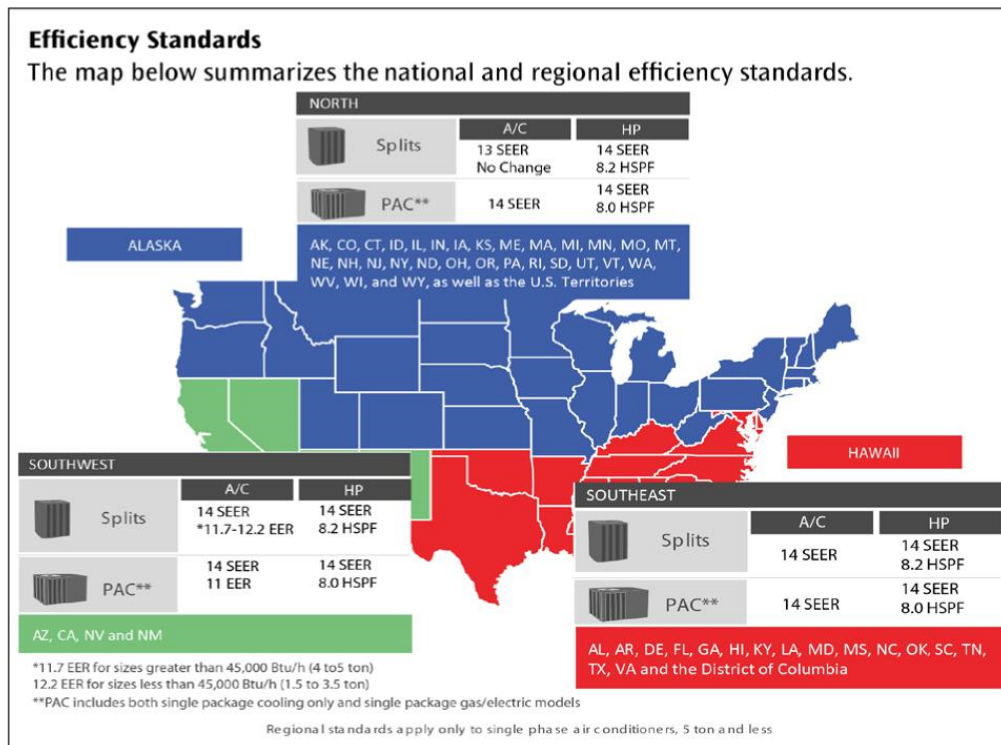 Efficiency Standards
The map below summarizes the national and regional efficiency standards.
NORTH
A/C HP
Splits 13 SEER 14 SEER
No Change 8.2 HSPF
PAC** 14 SEER 14 SEER
8.0 HSPF
ALASKA
AK, CO, CT, ID, IL, IN, IA, KS, ME, MA, MI, MN, MO, MT,
NE, NH, NJ, NY, ND, OH, OR, PA, RI, SD, UT, VT, WA,
WV, WI, and WY, as well as the U.S. Territories
HAWAII
SOUTHWEST
A/C HP
Splits 14 SEER 14 SEER
*11.7-12.2 EER 8.2 HSPF
PAC** 14 SEER 14 SEER
11 EER 8.0 HSPF
AZ, CA, NV and NM
SOUTHEAST
A/C HP
Splits 14 SEER 14 SEER
8.2 HSPF
PAC** 14 SEER 14 SEER
8.0 HSPF
AL, AR, DE, FL, GA, HI, KY, LA, MD, MS, NC, OK, SC, TN,
TX, VA and the District of Columbia
*11.7 EER for sizes greater than 45,000 Btu/h (4 to5 ton)
12.2 EER for sizes less than 45,000 Btu/h (1.5 to 3.5 ton)
**PAC includes both single package cooling only and single package gas/electric models
Regional standards apply only to single phase air conditioners, 5 ton and less